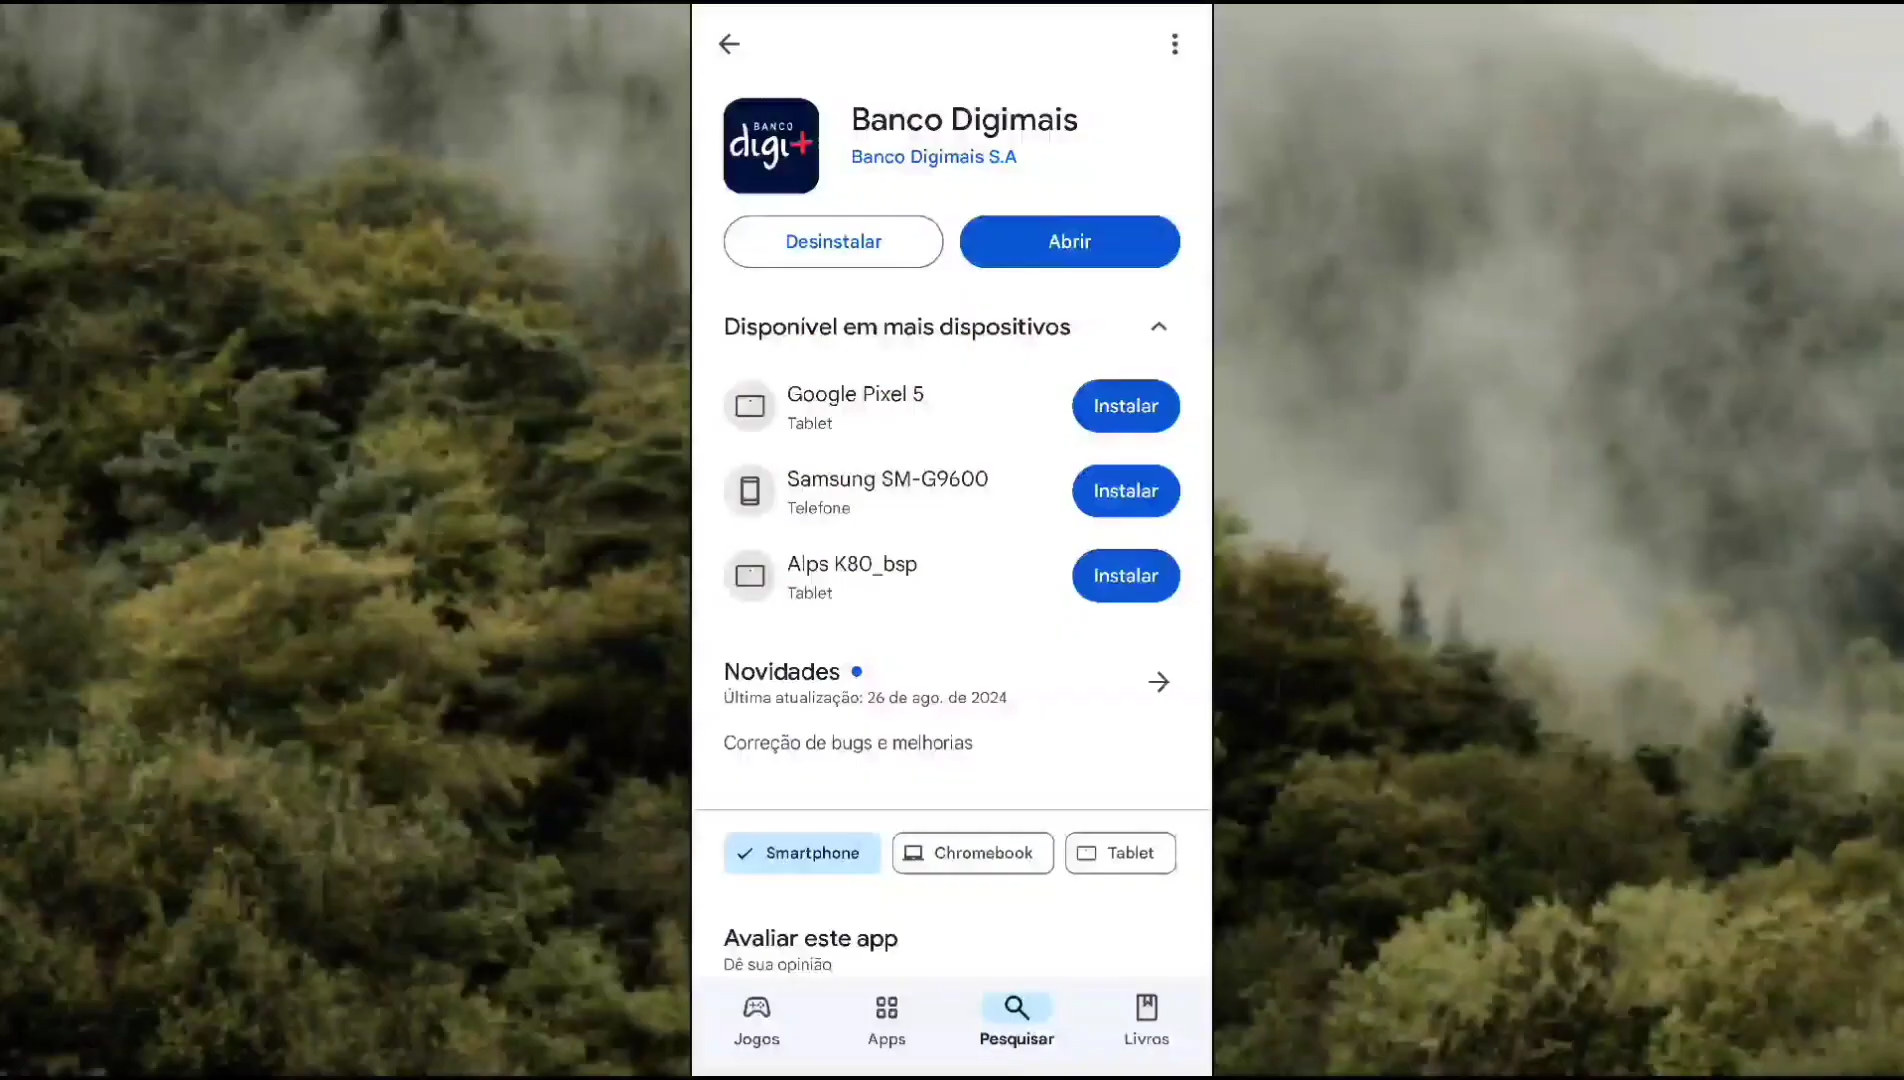 Banco Digimais
BANCO
digi+
Banco Digimais S.A
Desinstalar
Abrir
Disponível em mais dispositivos
Google Pixel 5
Tablet
Instalar
Samsung SM-G9600
Telefone
Instalar
Alps K80_bsp
Tablet
Instalar
Novidades
Última atualização: 26 de ago. de 2024
Correção de bugs e melhorias
Smartphone
Chromebook
Tablet
Avaliar este app
Dê sua opinião
Jogos
Apps
Pesquisar
Livros